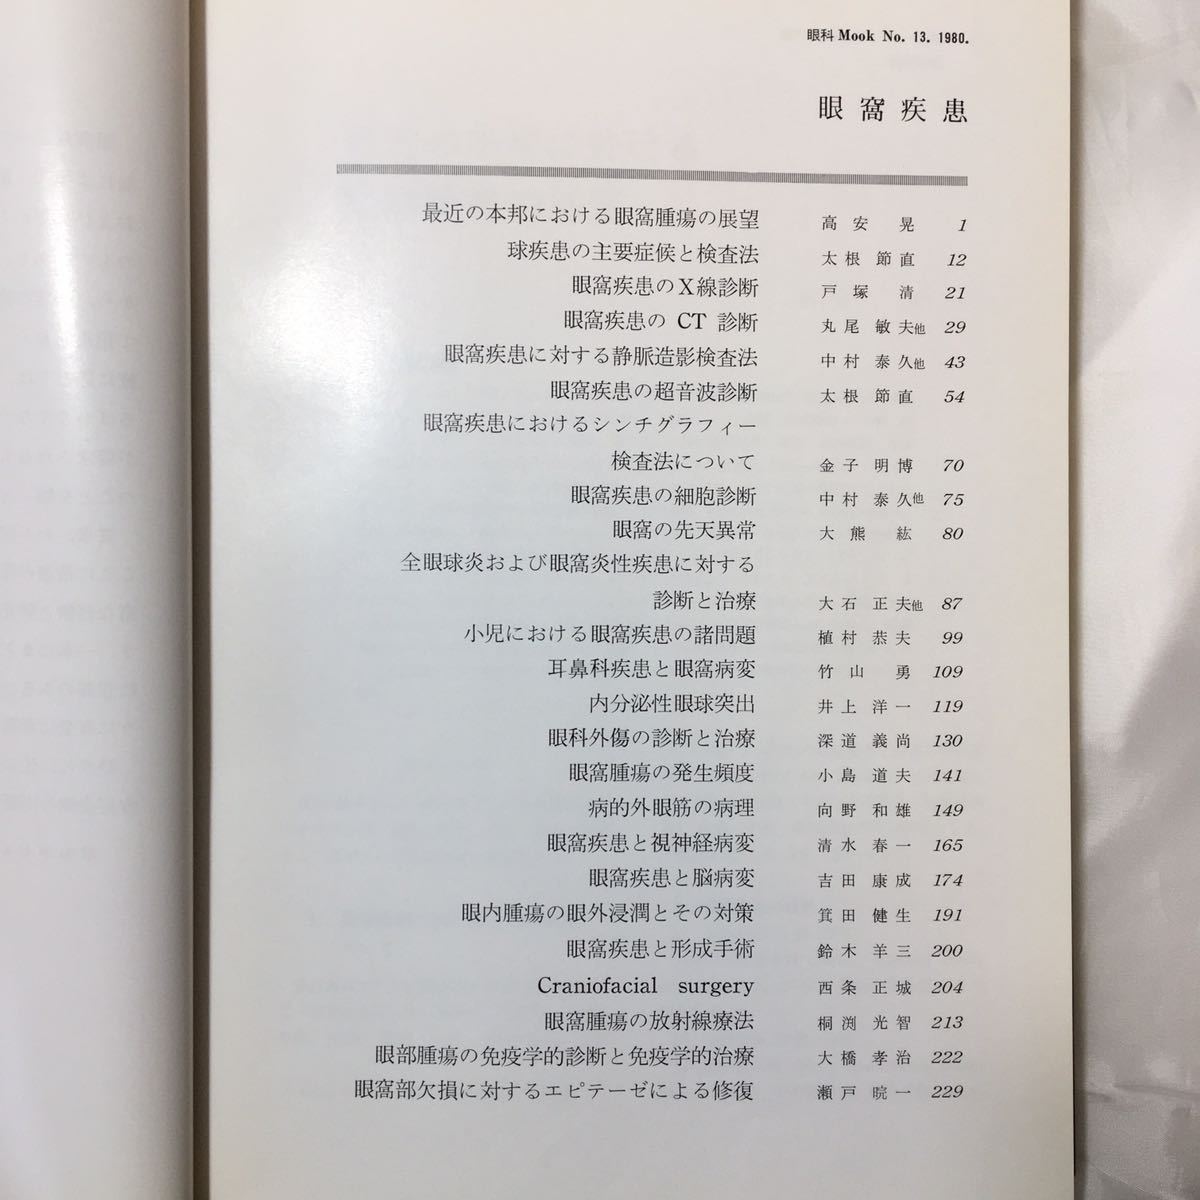 眼科 Mook No. 13. 1980.
眼窩疾患
最近の本邦における眼窩腫瘍の展望 高安 晃 1
球疾患の主要症候と検査法 太根節直 12
眼窩疾患のX線診断 戸塚 清 21
眼窩疾患の CT 診断 丸尾敏夫他 29
眼窩疾患に対する静脈造影検査法 中村泰久他 43
眼窩疾患の超音波診断 太根節直 54
眼窩疾患におけるシンチグラフィー
検査法について 金子明博 70
眼窩疾患の細胞診断 中村泰久他 75
眼窩の先天異常 大熊 紘 80
全眼球炎および眼窩炎性疾患に対する
診断と治療 大石正夫他 87
小児における眼窩疾患の諸問題 植村恭夫 99
耳鼻科疾患と眼窩病変 竹山 勇 109
内分泌性眼球突出 井上洋一 119
眼科外傷の診断と治療 深道義尚 130
眼窩腫瘍の発生頻度 小島道夫 141
病的外眼筋の病理 向野和雄 149
眼窩疾患と視神経病変 清水春一 165
眼窩疾患と脳病変 吉田康成 174
眼内腫瘍の眼外浸潤とその対策 箕田健生 191
眼窩疾患と形成手術 鈴木羊三 200
Craniofacial surgery 西条正城 204
眼窩腫瘍の放射線療法 桐渕光智 213
眼部腫瘍の免疫学的診断と免疫学的治療 大橋孝治 222
眼窩部欠損に対するエピテーゼによる修復 瀬戸晥一 229